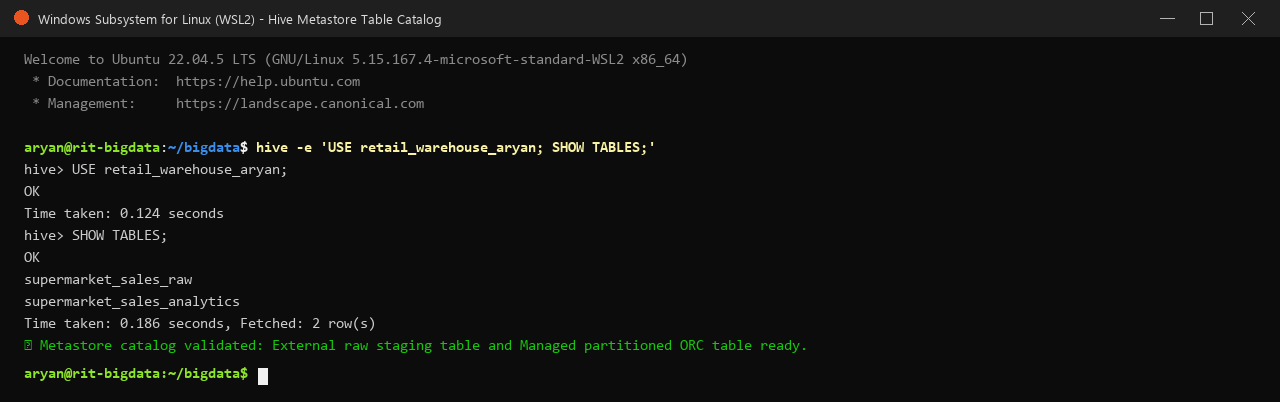 Windows Subsystem for Linux (WSL2) - Hive Metastore Table Catalog
Welcome to Ubuntu 22.04.5 LTS (GNU/Linux 5.15.167.4-microsoft-standard-WSL2 x86_64)
 * Documentation:  https://help.ubuntu.com
 * Management:     https://landscape.canonical.com
aryan@rit-bigdata:~/bigdata$ hive -e 'USE retail_warehouse_aryan; SHOW TABLES;'
hive> USE retail_warehouse_aryan;
OK
Time taken: 0.124 seconds
hive> SHOW TABLES;
OK
supermarket_sales_raw
supermarket_sales_analytics
Time taken: 0.186 seconds, Fetched: 2 row(s)
Metastore catalog validated: External raw staging table and Managed partitioned ORC table ready.
aryan@rit-bigdata:~/bigdata$